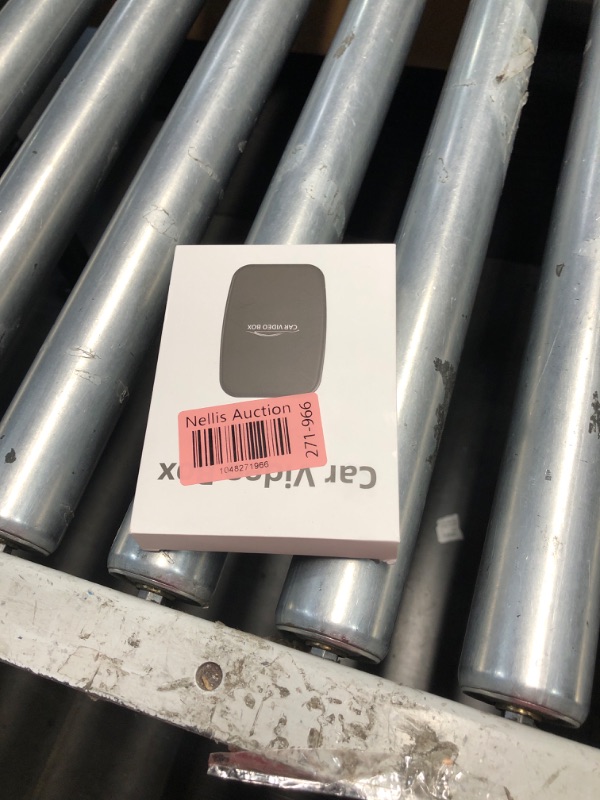 CAR VIDEO BOX
Nellis Auction
271-966
1048271966
Car Video Box